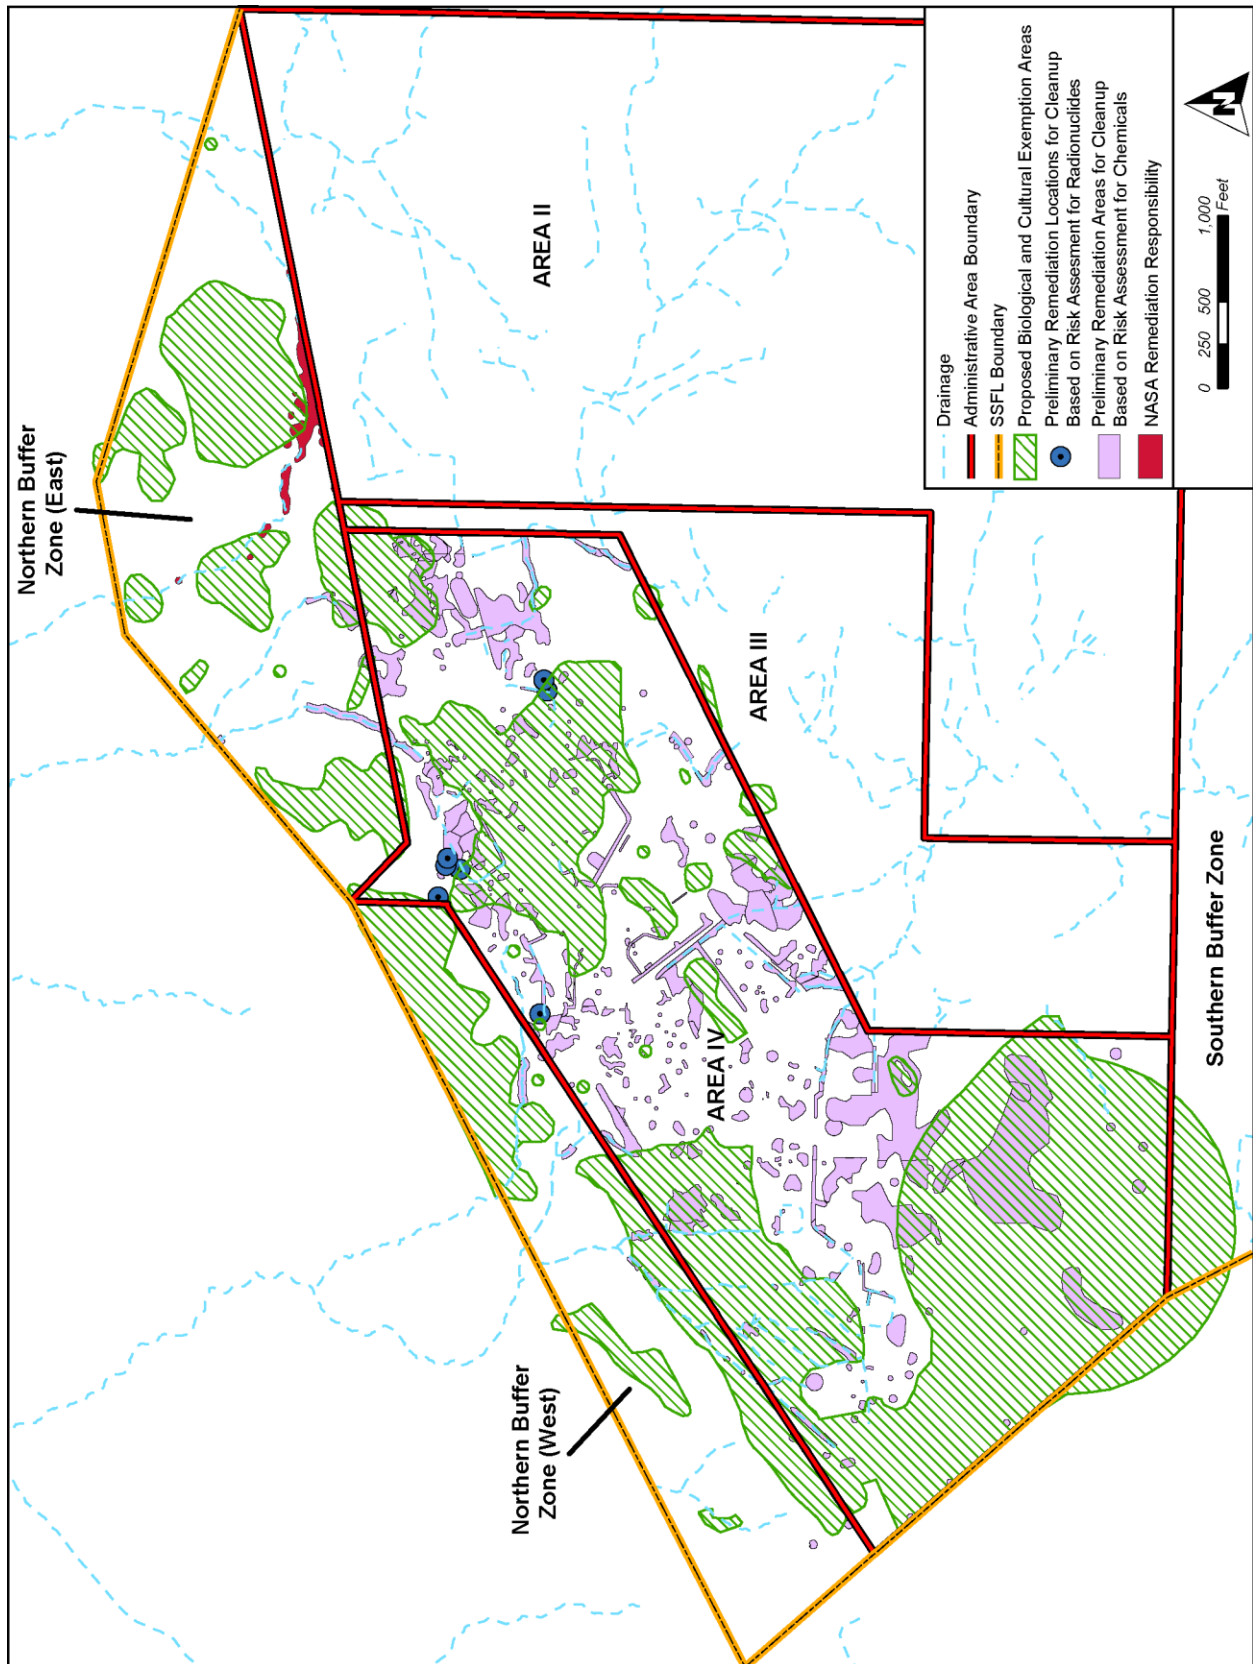 Northern Buffer
Zone (East)
AREA II
AREA III
AREA IV
Northern Buffer
Zone (West)
Southern Buffer Zone
Drainage
Administrative Area Boundary
SSFL Boundary
Proposed Biological and Cultural Exemption Areas
Preliminary Remediation Locations for Cleanup
Based on Risk Assesment for Radionuclides
Preliminary Remediation Areas for Cleanup
Based on Risk Assessment for Chemicals
NASA Remediation Responsibility
0 250 500 1,000
Feet
N